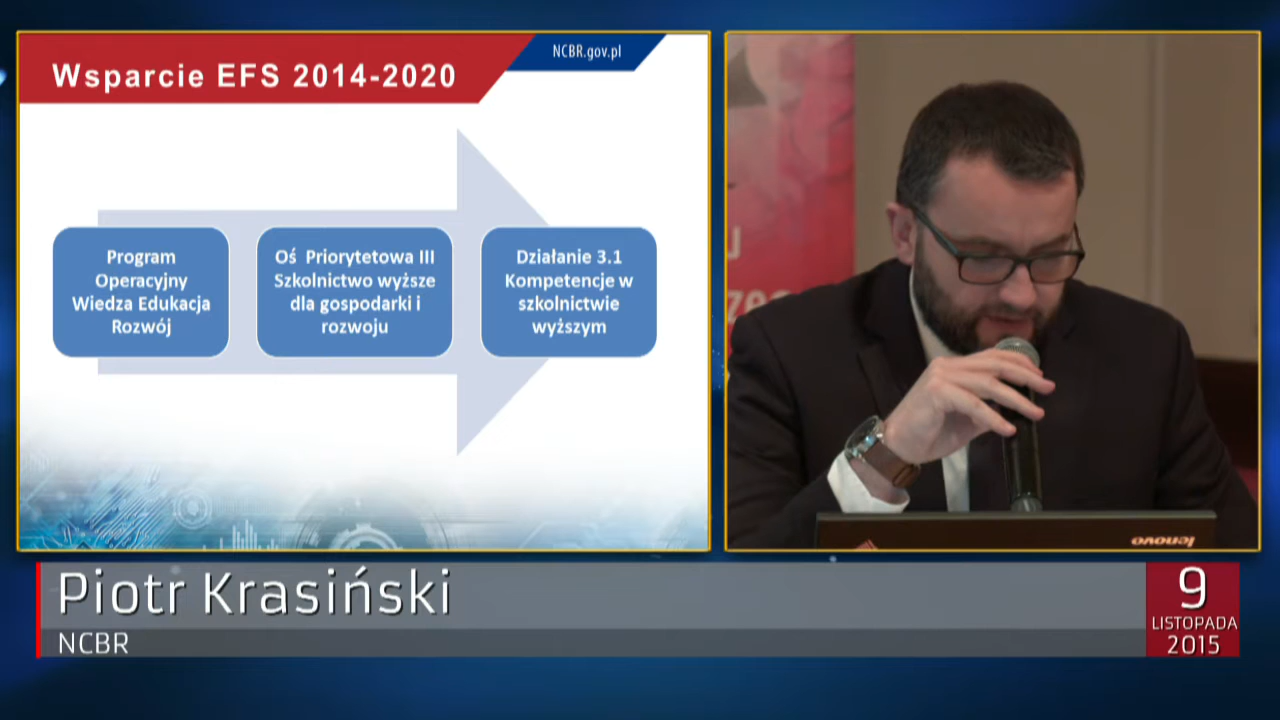 Wsparcie EFS 2014-2020
NCBR.gov.pl
Program
Operacyjny
Wiedza Edukacja
Rozwój
Oś Priorytetowa III
Szkolnictwo wyższe
dla gospodarki i
rozwoju
Działanie 3.1
Kompetencje w
szkolnictwie
wyższym
lenovo
Piotr Krasiński
NCBR
9
LISTOPADA
2015